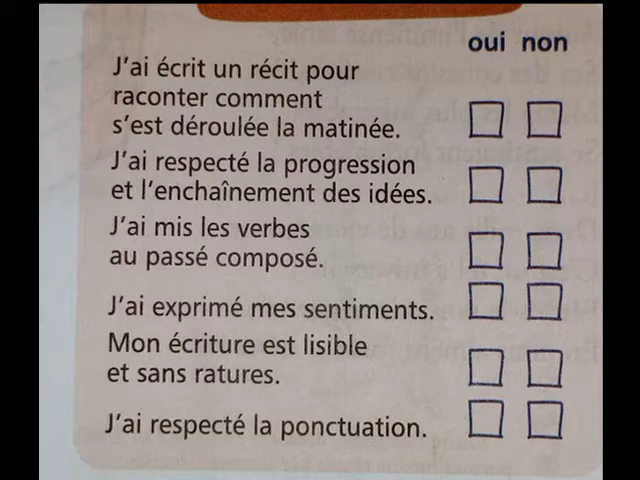 oui non
J'ai écrit un récit pour
raconter comment
s'est déroulée la matinée.
J'ai respecté la progression
et l'enchaînement des idées.
J'ai mis les verbes
au passé composé.
J'ai exprimé mes sentiments.
Mon écriture est lisible
et sans ratures.
J'ai respecté la ponctuation.